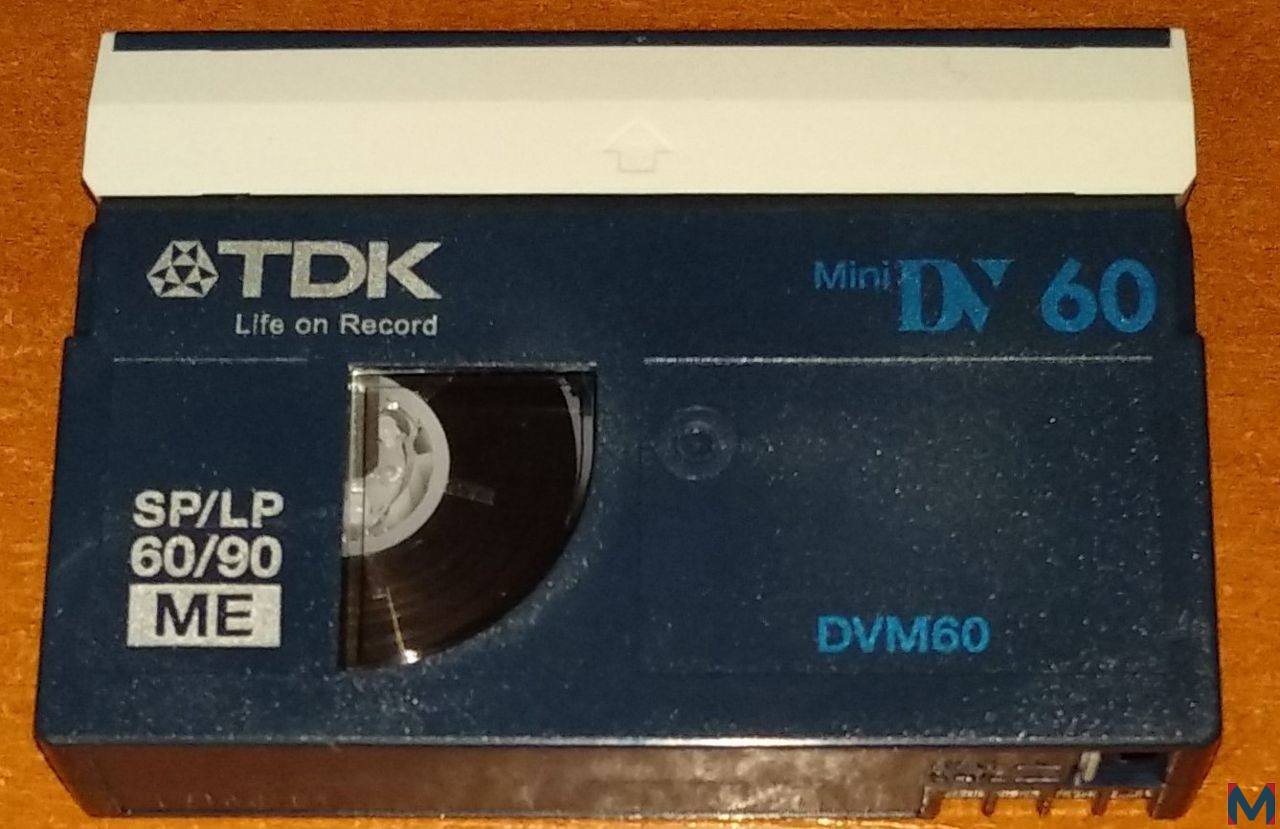 TDK
Life on Record
Mini DV 60
SP/LP
60/90
ME
DVM60
M